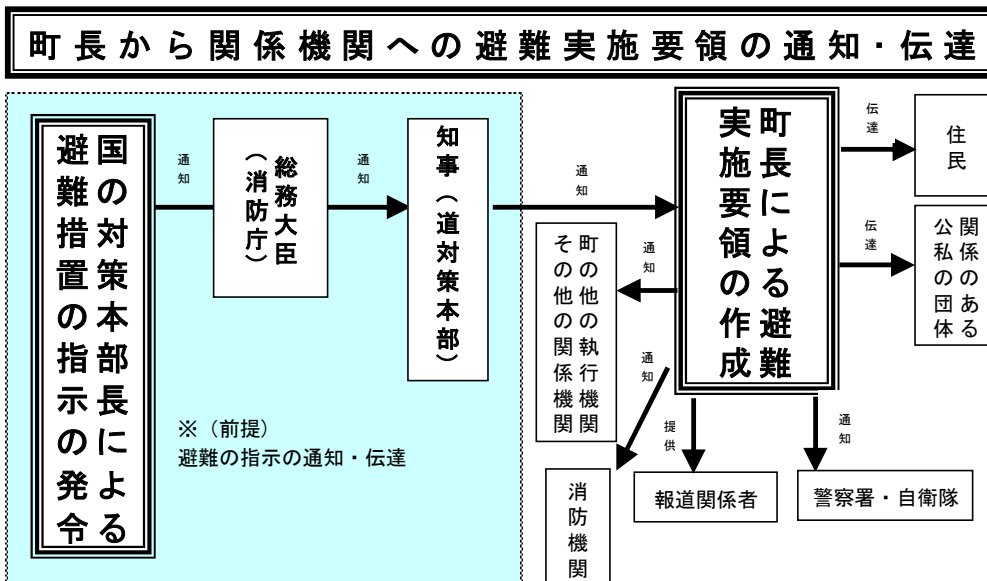 町長から関係機関への避難実施要領の通知・伝達
国の対策本部長による
避難措置の指示の発令
通知
総務大臣
（消防庁）
通知
知事（道対策本部）
※（前提）
避難の指示の通知・伝達
通知
町長による避難
実施要領の作成
伝達
住民
伝達
関係のある
公私の団体
通知
町の他の執行機関
その他の関係機関
通知
消防機関
提供
報道関係者
通知
警察署・自衛隊